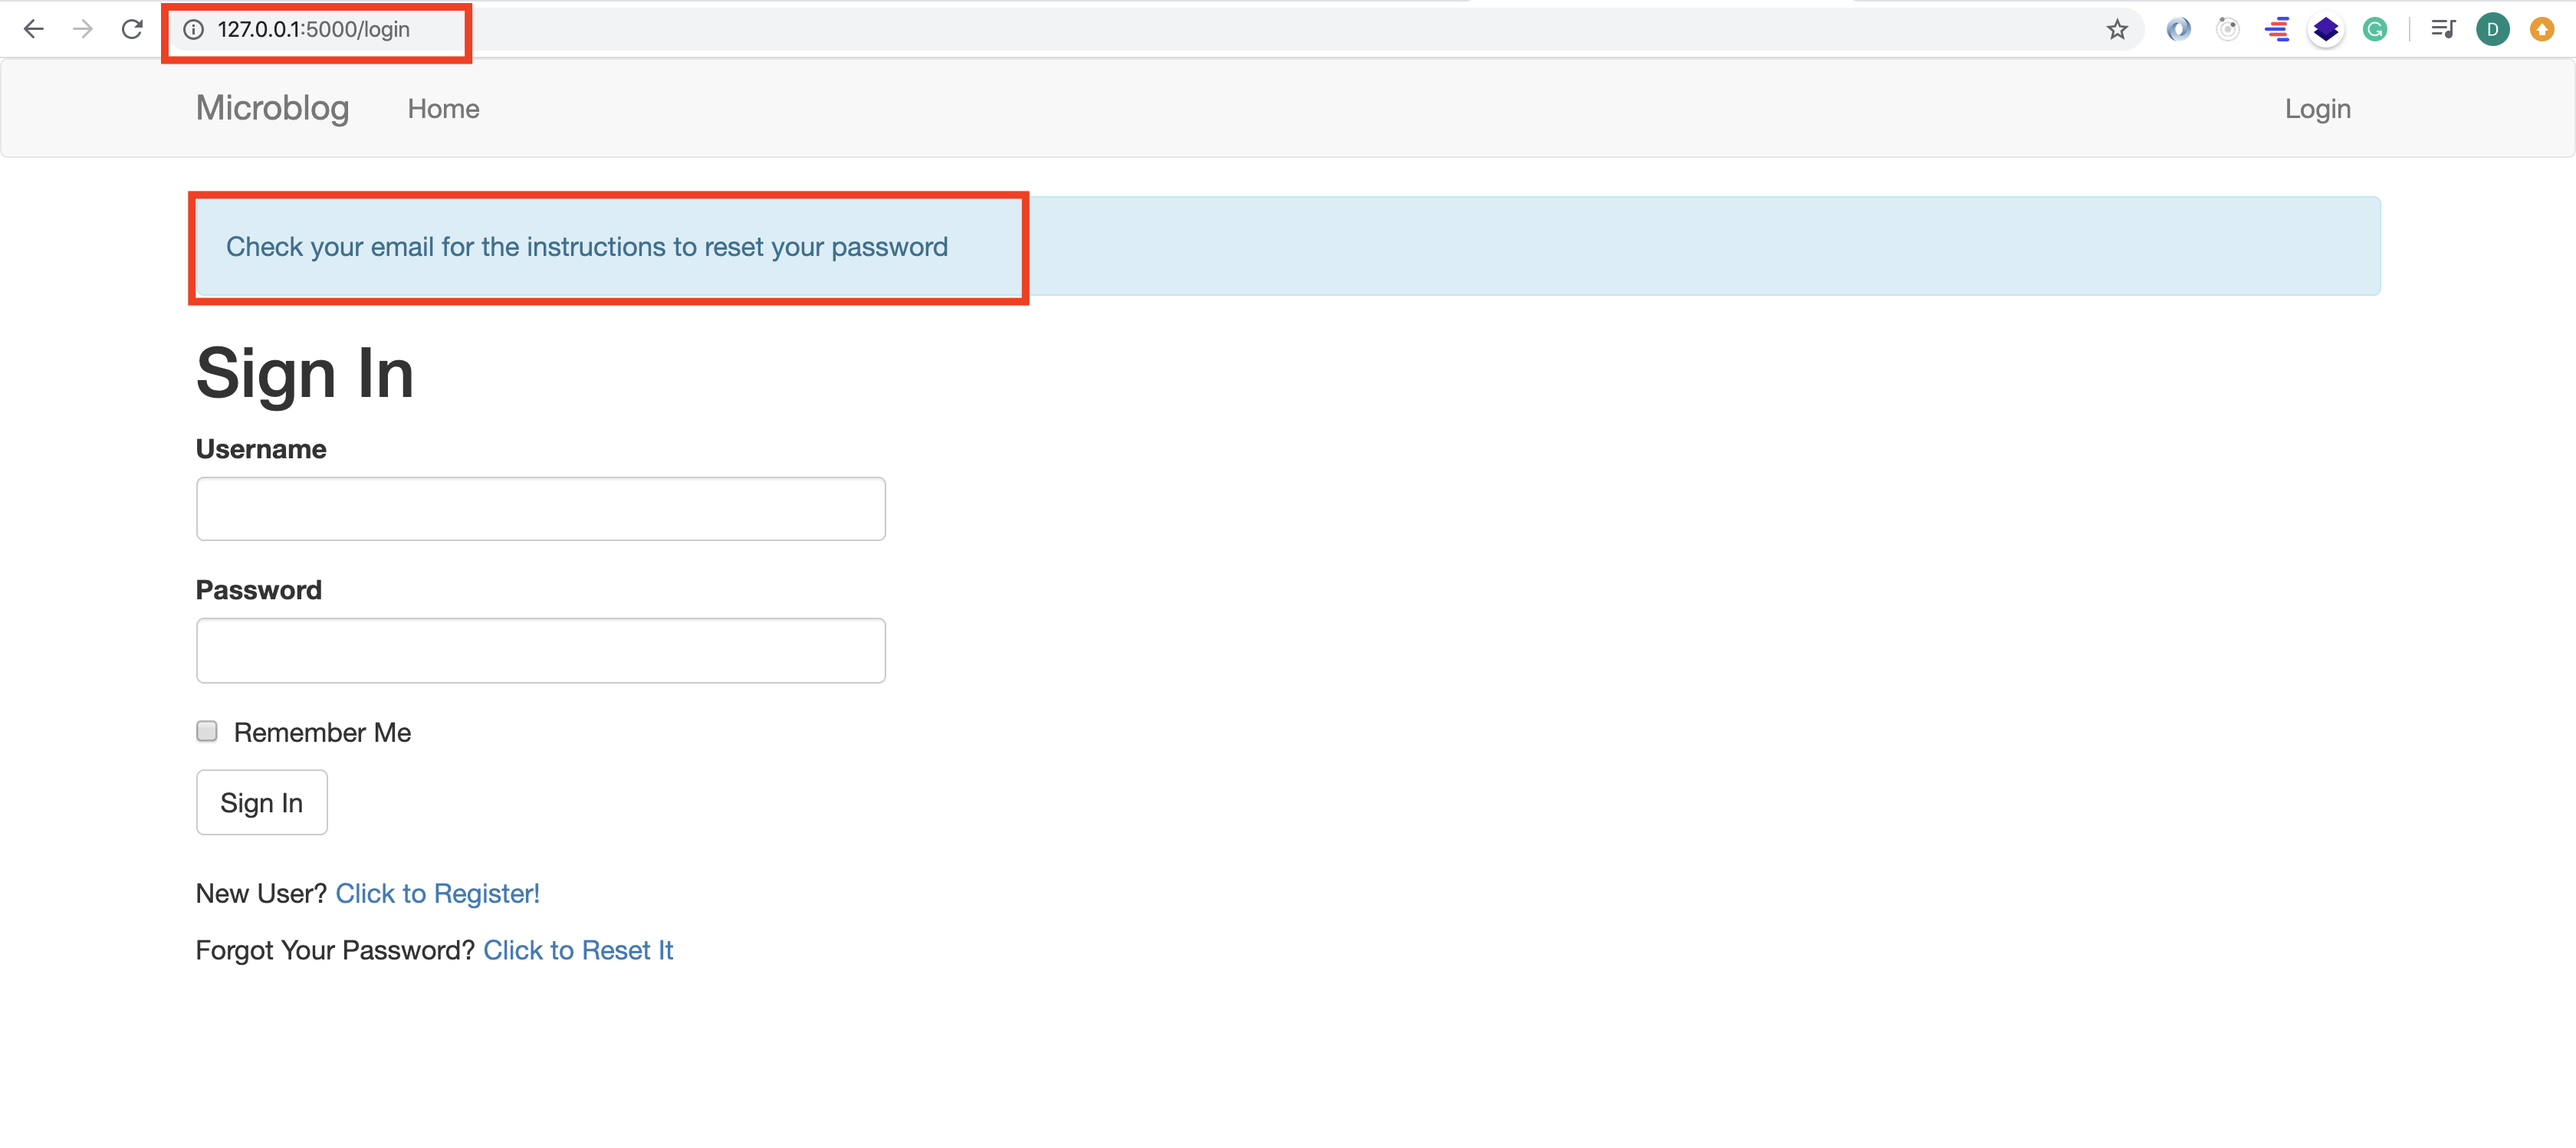 127.0.0.1:5000/login
D
Microblog Home Login
Check your email for the instructions to reset your password
Sign In
Username
Password
Remember Me
Sign In
New User? Click to Register!
Forgot Your Password? Click to Reset It